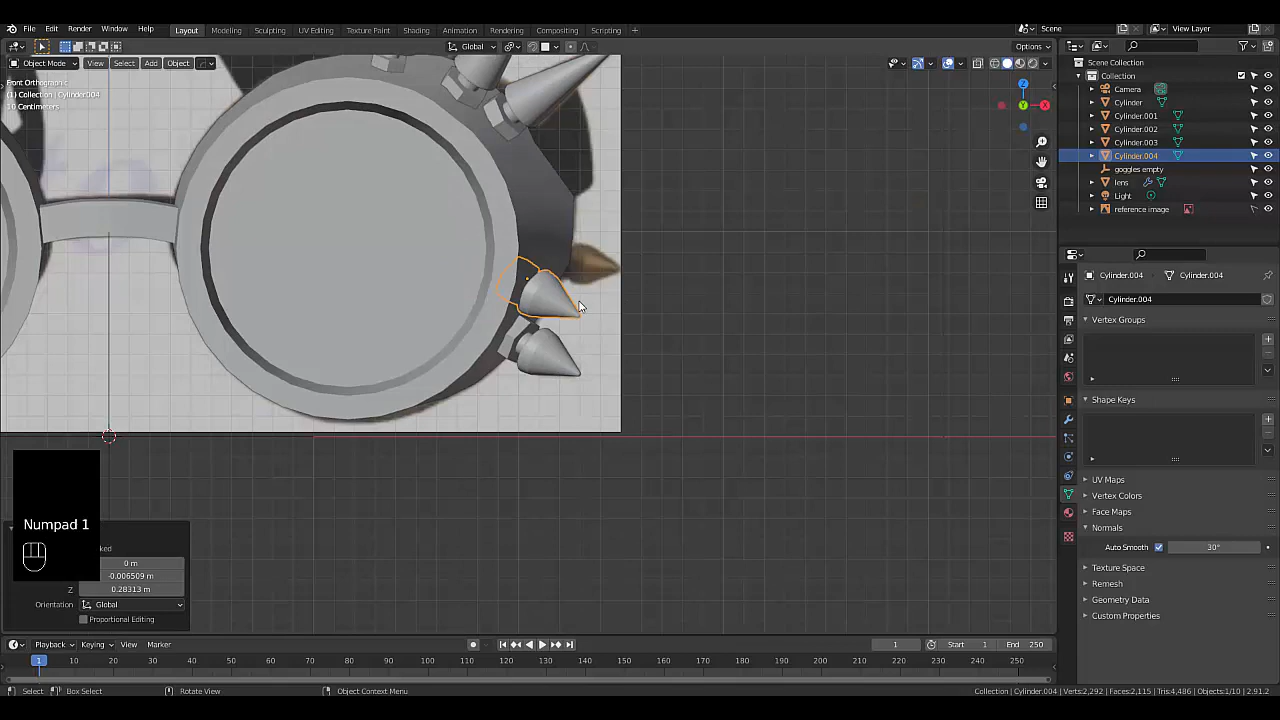 File Edit Render Window Help
Layout Modeling Sculpting UV Editing Texture Paint Shading Animation Rendering Compositing Scripting +
Scene
View Layer
Global
Options
Object Mode View Select Add Object
Global
Front Orthographic
(1) Collection | Cylinder.004
10 Centimeters
Z
Y
X
Scene Collection
Collection
Camera
Cylinder
Cylinder.001
Cylinder.002
Cylinder.003
Cylinder.004
goggles empty
lens
Light
reference image
Cylinder.004 Cylinder.004
Cylinder.004
Vertex Groups
Shape Keys
UV Maps
Vertex Colors
Face Maps
Normals
Auto Smooth 30°
Texture Space
Remesh
Geometry Data
Custom Properties
Numpad 1
0 m
-0.006509 m
Z 0.28313 m
Orientation Global
Proportional Editing
Playback Keying View Marker
1 Start 1 End 250
1 10 20 30 40 50 60 70 80 90 100 110 120 130 140 150 160 170 180 190 200 210 220 230 240 250
Select Box Select Rotate View Object Context Menu
Collection | Cylinder.004 | Verts:2,292 | Faces:2,115 | Tris:4,486 | Objects:1/10 | 2.91.2